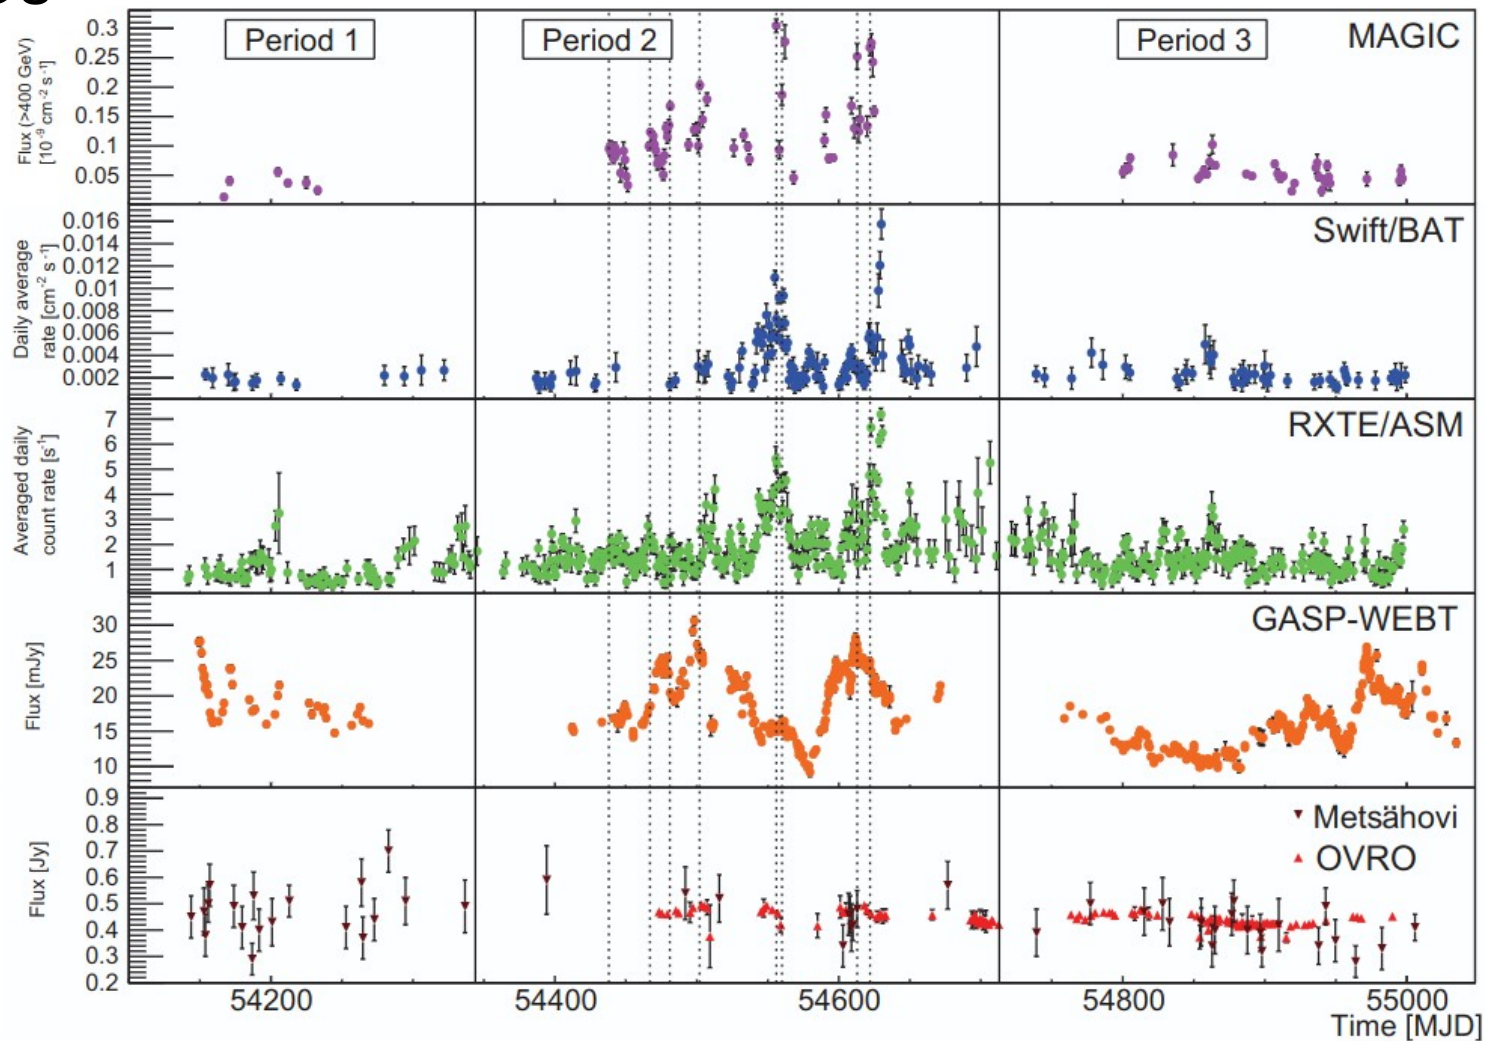 Period 1
Period 2
Period 3
MAGIC
Flux (>400 GeV)
[10⁻⁹ cm⁻² s⁻¹]
0.3
0.25
0.2
0.15
0.1
0.05
Swift/BAT
Daily average
rate [cm⁻² s⁻¹]
0.016
0.014
0.012
0.01
0.008
0.006
0.004
0.002
RXTE/ASM
Averaged daily
count rate [s⁻¹]
7
6
5
4
3
2
1
GASP-WEBT
Flux [mJy]
30
25
20
15
10
Metsähovi
OVRO
Flux [Jy]
0.9
0.8
0.7
0.6
0.5
0.4
0.3
0.2
54200
54400
54600
54800
55000
Time [MJD]